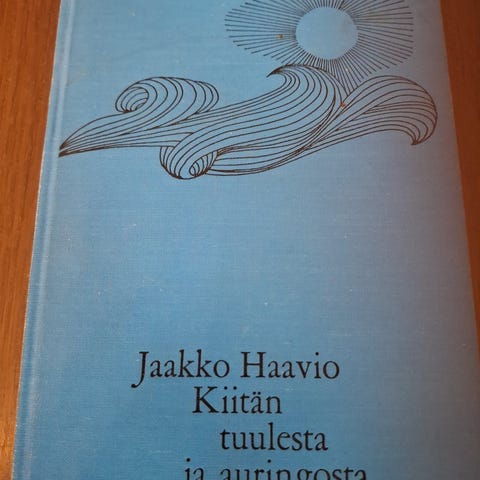 Jaakko Haavio
Kiitän
tuulesta
ja auringosta